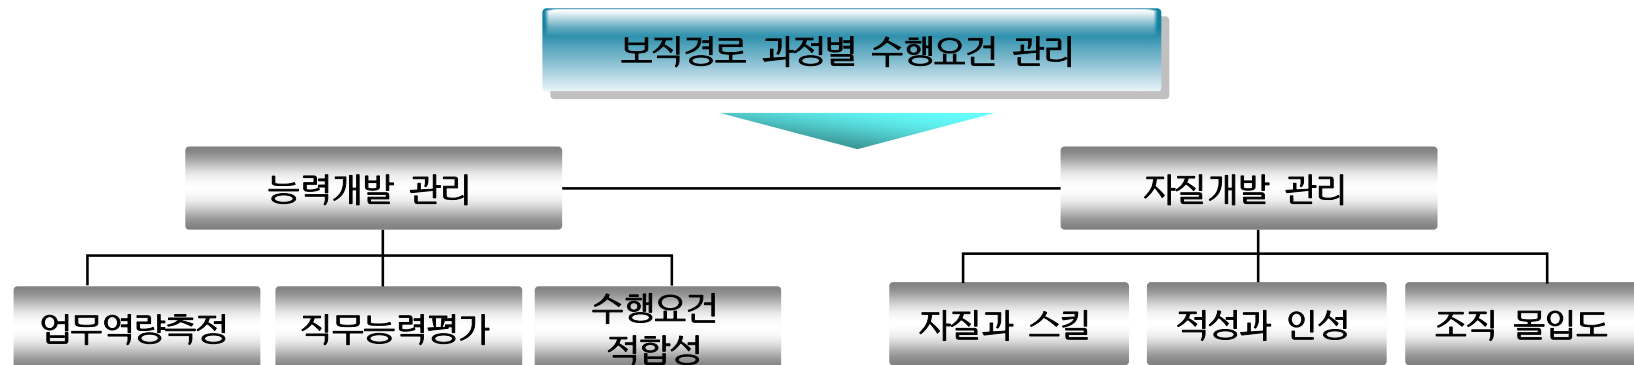 보직경로 과정별 수행요건 관리
능력개발 관리
자질개발 관리
업무역량측정
직무능력평가
수행요건
적합성
자질과 스킬
적성과 인성
조직 몰입도